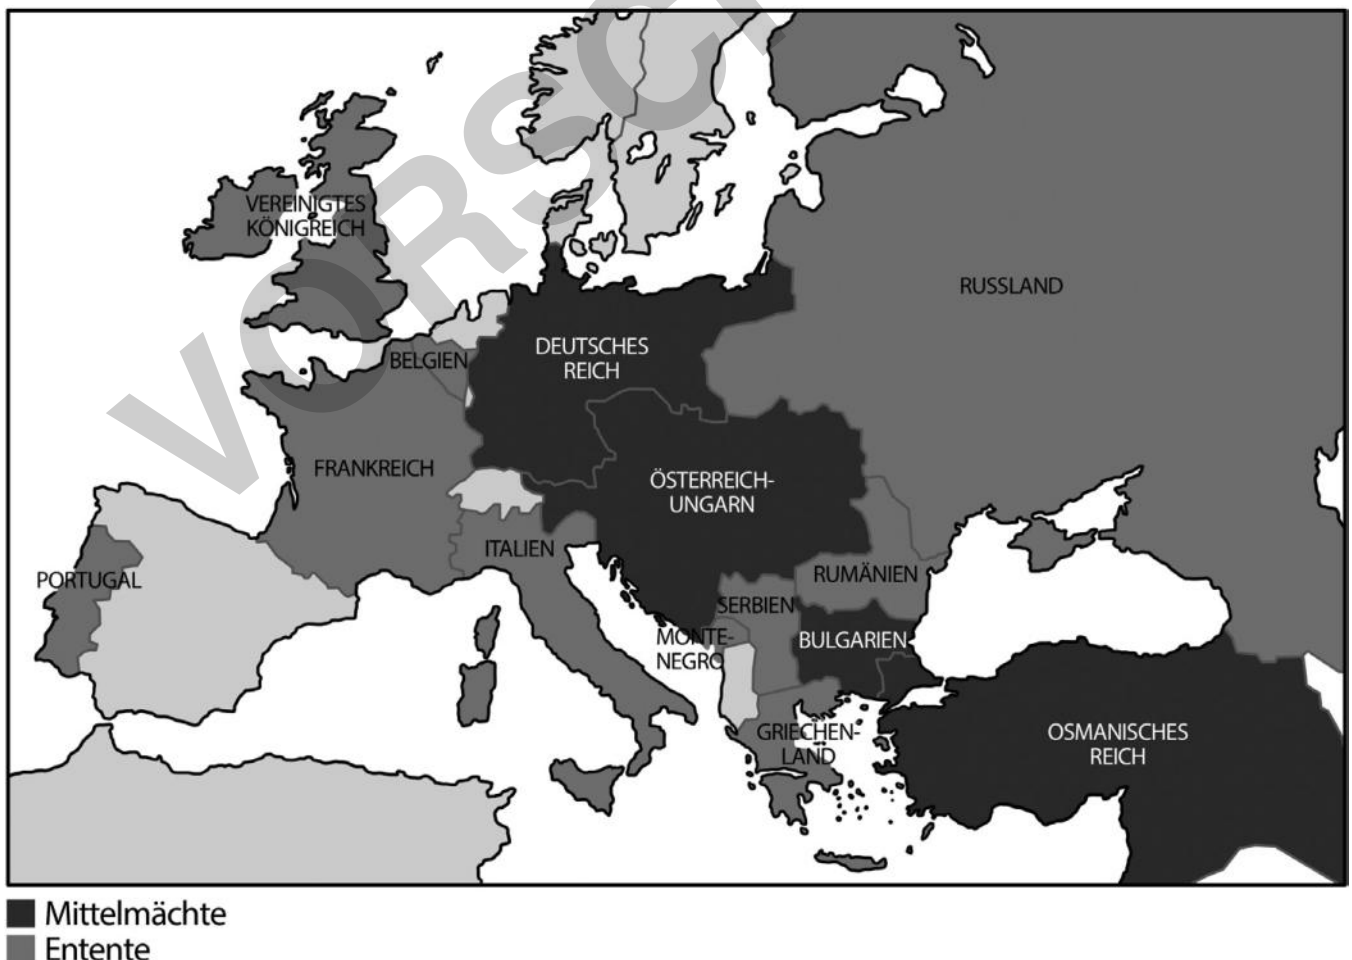 VORSC
VEREINIGTES
KÖNIGREICH
RUSSLAND
BELGIEN
DEUTSCHES
REICH
FRANKREICH
ÖSTERREICH-
UNGARN
ITALIEN
PORTUGAL
RUMÄNIEN
SERBIEN
MONTE-
NEGRO
BULGARIEN
GRIECHEN-
LAND
OSMANISCHES
REICH
Mittelmächte
Entente